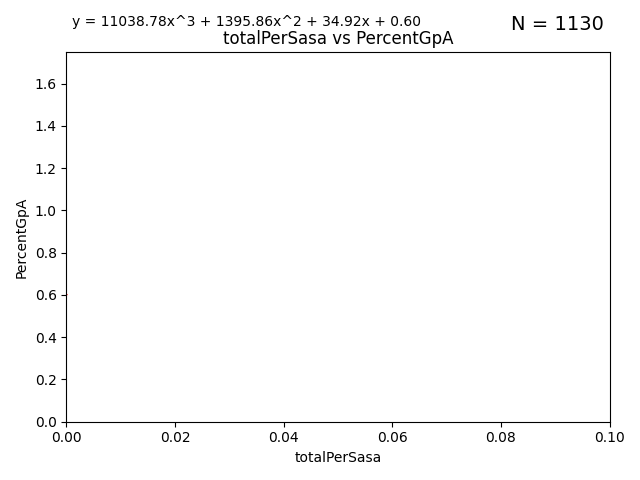 y = 11038.78x^3 + 1395.86x^2 + 34.92x + 0.60
N = 1130
totalPerSasa vs PercentGpA
1.6
1.4
1.2
1.0
0.8
0.6
0.4
0.2
0.0
PercentGpA
0.00 0.02 0.04 0.06 0.08 0.10
totalPerSasa